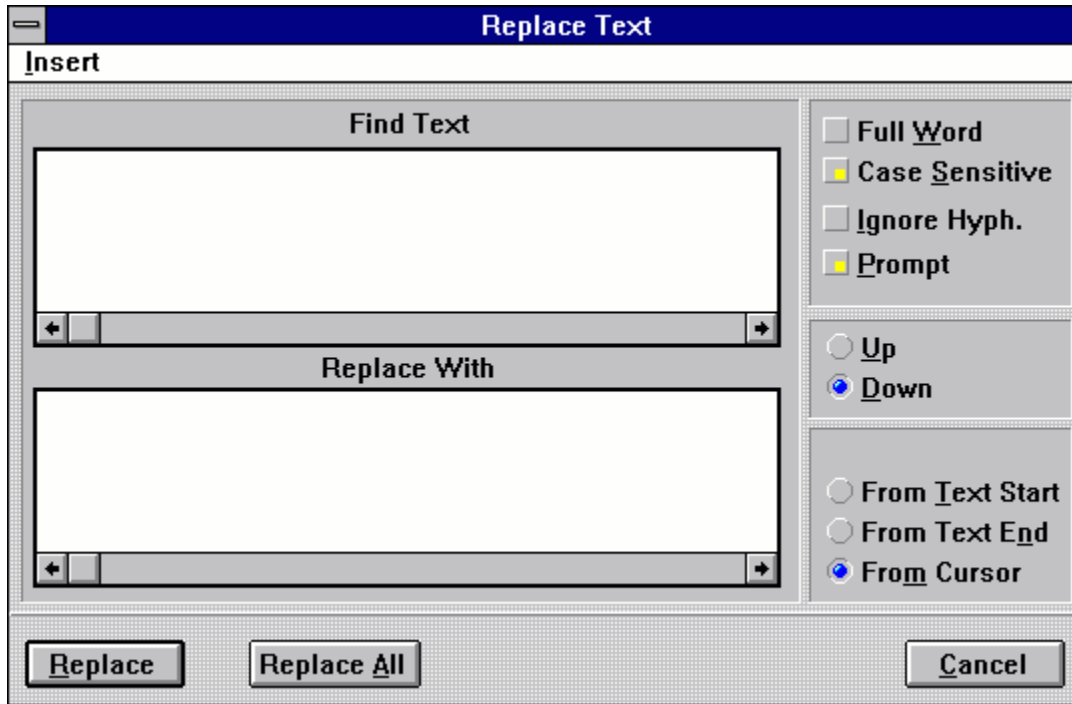 Replace Text
Insert
Find Text
Replace With
Full Word
Case Sensitive
Ignore Hyph.
Prompt
Up
Down
From Text Start
From Text End
From Cursor
Replace
Replace All
Cancel